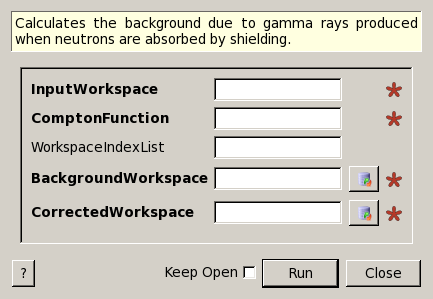 Calculates the background due to gamma rays produced
when neutrons are absorbed by shielding.
InputWorkspace
ComptonFunction
WorkspaceIndexList
BackgroundWorkspace
CorrectedWorkspace
? Keep Open Run Close